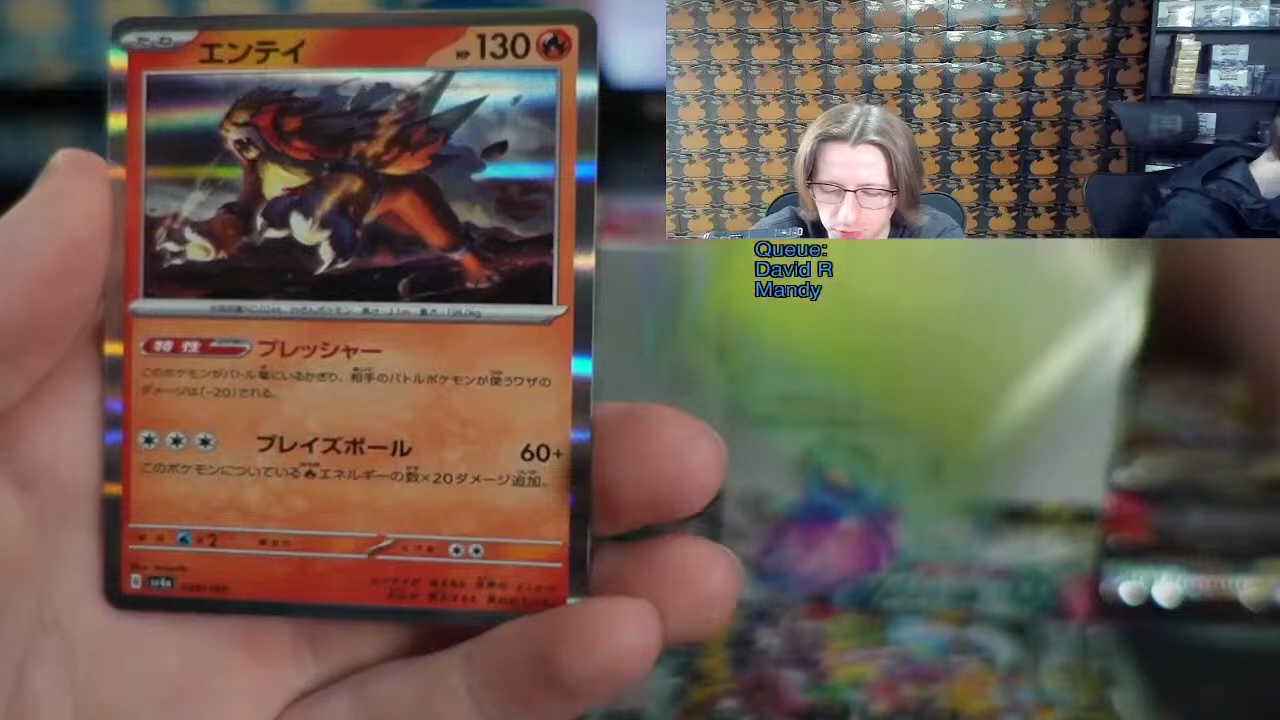 たね
エンテイ
HP 130
特性 プレッシャー
このポケモンがバトル場にいるかぎり、相手のバトルポケモンが使うワザの
ダメージは「-20」される。
ブレイズボール 60+
このポケモンについている エネルギーの数×20ダメージ追加。
×2
G sv4a
Queue:
David R
Mandy